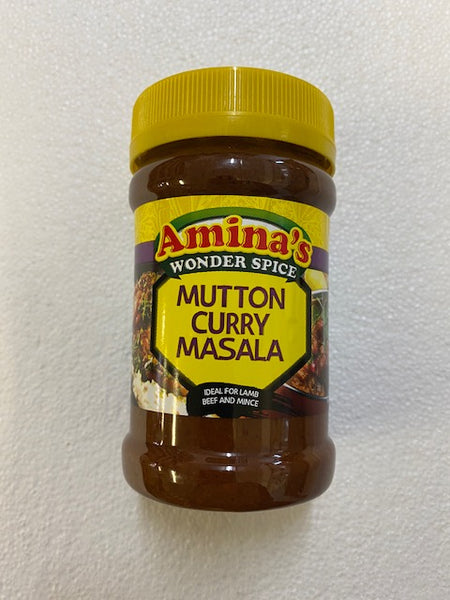 Amina's
WONDER SPICE
MUTTON
CURRY
MASALA
IDEAL FOR LAMB
BEEF AND MINCE